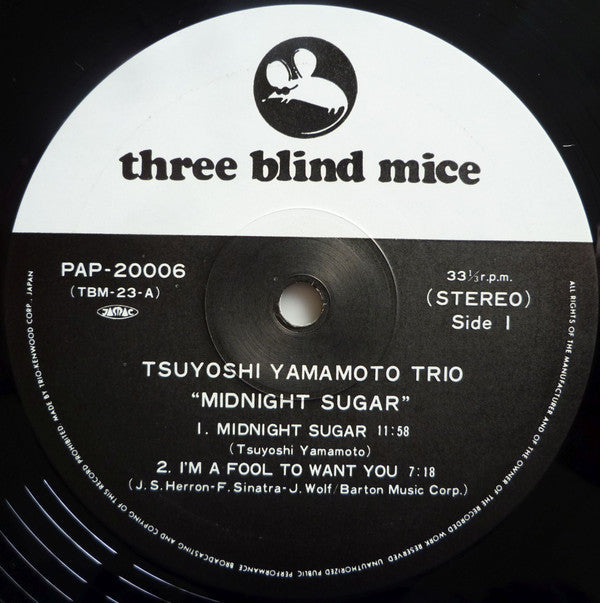 three blind mice
PAP-20006
(TBM-23-A)
JASRAC
33⅓ r.p.m.
(STEREO)
Side 1
TSUYOSHI YAMAMOTO TRIO
“MIDNIGHT SUGAR”
1. MIDNIGHT SUGAR 11:58
(Tsuyoshi Yamamoto)
2. I'M A FOOL TO WANT YOU 7:18
(J. S. Herron-F. Sinatra-J. Wolf/Barton Music Corp.)
ALL RIGHTS OF THE MANUFACTURER AND OF THE OWNER OF THE RECORDED WORK RESERVED. UNAUTHORIZED PUBLIC PERFORMANCE BROADCASTING AND COPYING OF THIS RECORD PROHIBITED. MADE BY TRIO.KENWOOD CORP., JAPAN